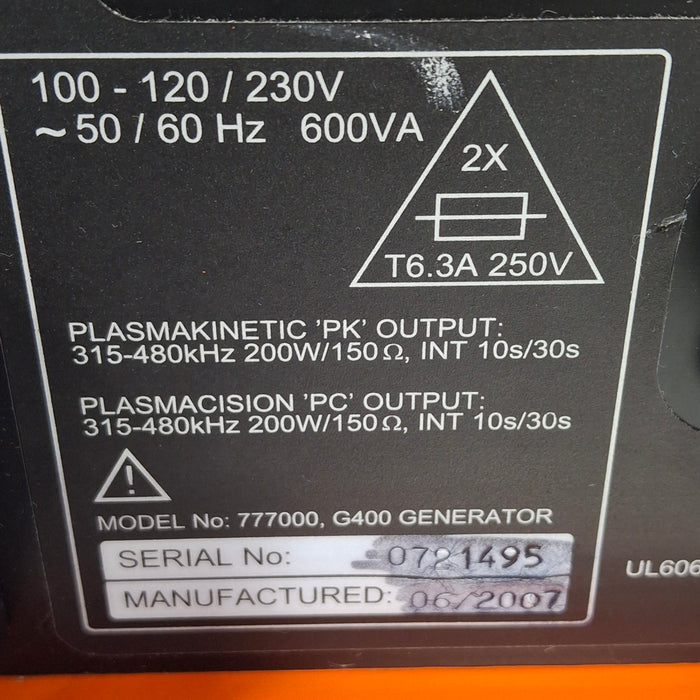 100 - 120 / 230V
~ 50 / 60 Hz 600VA
2X
T6.3A 250V
PLASMAKINETIC 'PK' OUTPUT:
315-480kHz 200W/150Ω, INT 10s/30s
PLASMACISION 'PC' OUTPUT:
315-480kHz 200W/150Ω, INT 10s/30s
!
MODEL No: 777000, G400 GENERATOR
SERIAL No:
MANUFACTURED: 06/2007
UL606